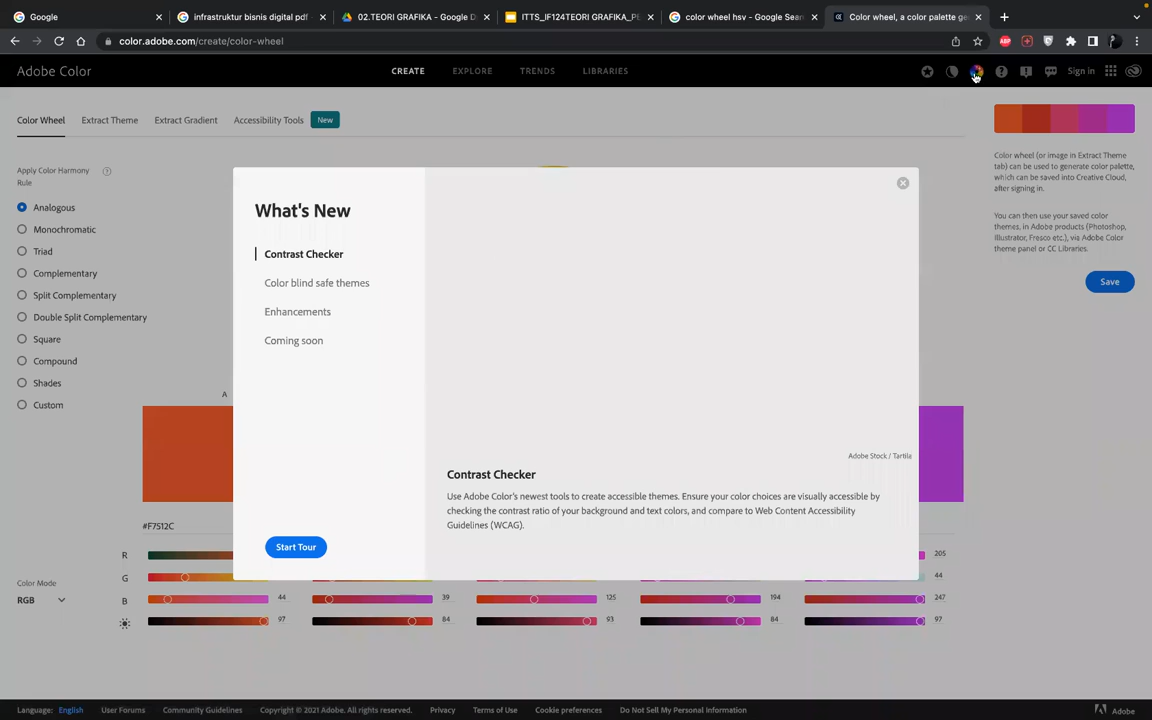 Google
infrastruktur bisnis digital pdf
02.TEORI GRAFIKA - Google D
ITTS_IF124TEORI GRAFIKA_PE
color wheel hsv - Google Sear
Color wheel, a color palette ge
color.adobe.com/create/color-wheel
ABP
Adobe Color
CREATE
EXPLORE
TRENDS
LIBRARIES
Sign in
Color Wheel
Extract Theme
Extract Gradient
Accessibility Tools
New
Apply Color Harmony
Rule
Analogous
Monochromatic
Triad
Complementary
Split Complementary
Double Split Complementary
Square
Compound
Shades
Custom
What's New
Contrast Checker
Color blind safe themes
Enhancements
Coming soon
Start Tour
Adobe Stock / Tartila
Contrast Checker
Use Adobe Color's newest tools to create accessible themes. Ensure your color choices are visually accessible by
checking the contrast ratio of your background and text colors, and compare to Web Content Accessibility
Guidelines (WCAG).
Color wheel (or image in Extract Theme
tab) can be used to generate color palette,
which can be saved into Creative Cloud,
after signing in.
You can then use your saved color
themes, in Adobe products (Photoshop,
Illustrator, Fresco etc.), via Adobe Color
theme panel or CC Libraries.
Save
A
#F7512C
Color Mode
RGB
R
205
G
44
B
44
39
125
194
247
97
84
93
84
97
Language:
English
User Forums
Community Guidelines
Copyright © 2021 Adobe. All rights reserved.
Privacy
Terms of Use
Cookie preferences
Do Not Sell My Personal Information
Adobe